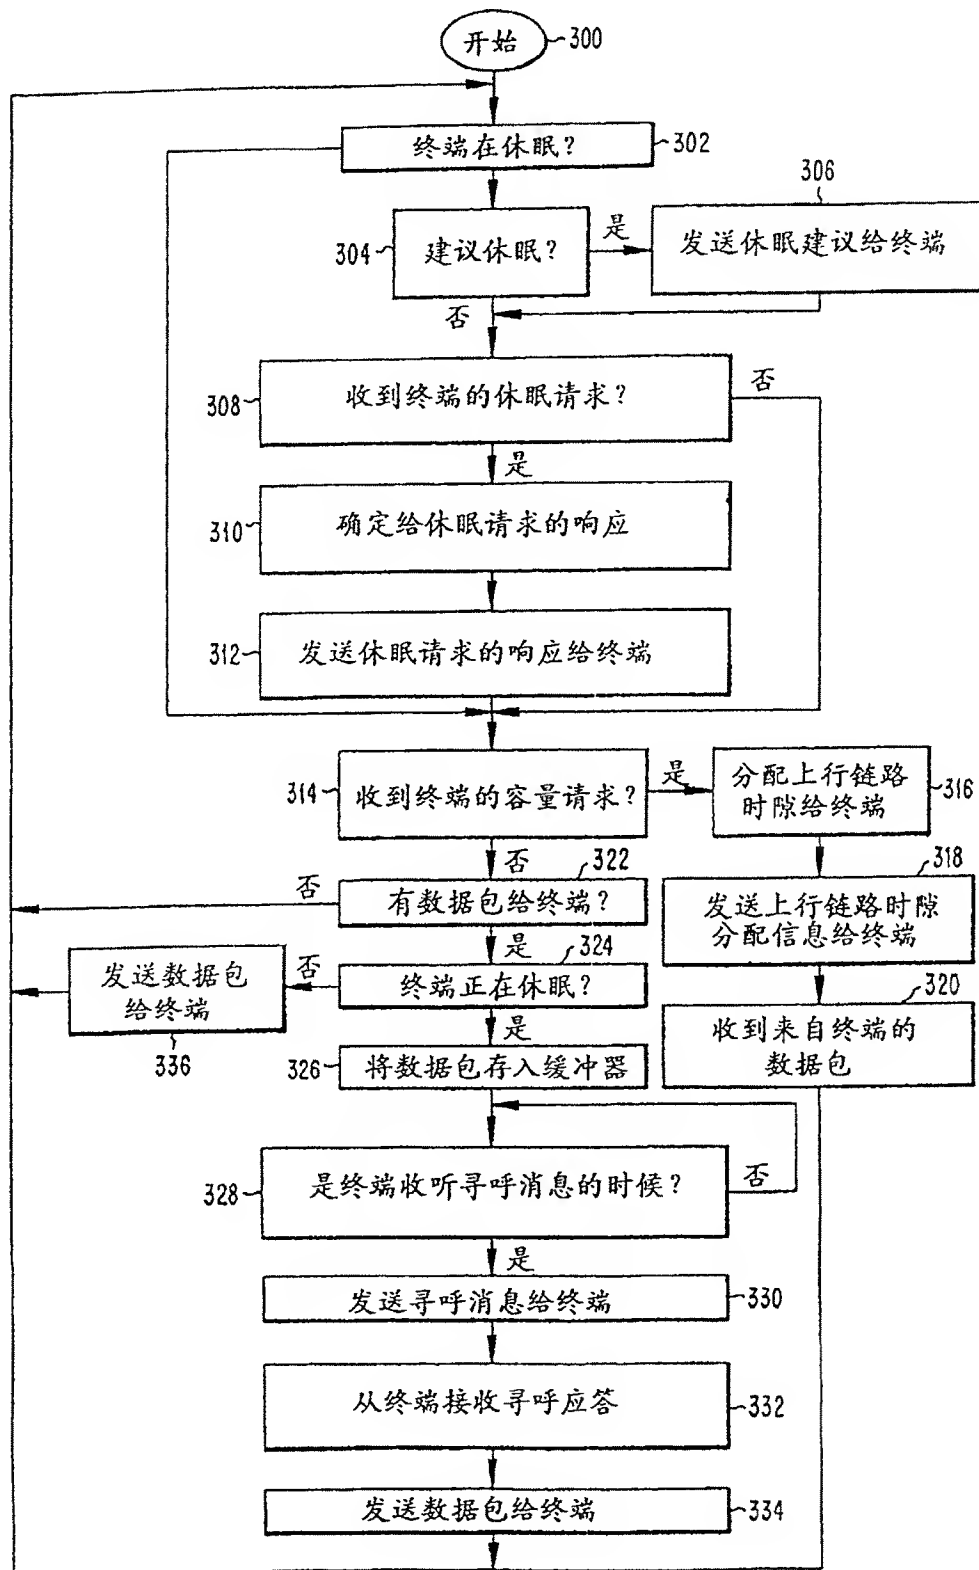 开始
300
终端在休眠?
302
306
304
建议休眠?
是
发送休眠建议给终端
否
308
收到终端的休眠请求?
否
是
310
确定给休眠请求的响应
312
发送休眠请求的响应给终端
314
收到终端的容量请求?
是
分配上行链路
时隙给终端
316
否
322
318
否
有数据包给终端?
发送上行链路时隙
分配信息给终端
是
324
发送数据包
给终端
否
终端正在休眠?
320
336
是
收到来自终端的
数据包
326
将数据包存入缓冲器
328
是终端收听寻呼消息的时候?
否
是
发送寻呼消息给终端
330
从终端接收寻呼应答
332
发送数据包给终端
334